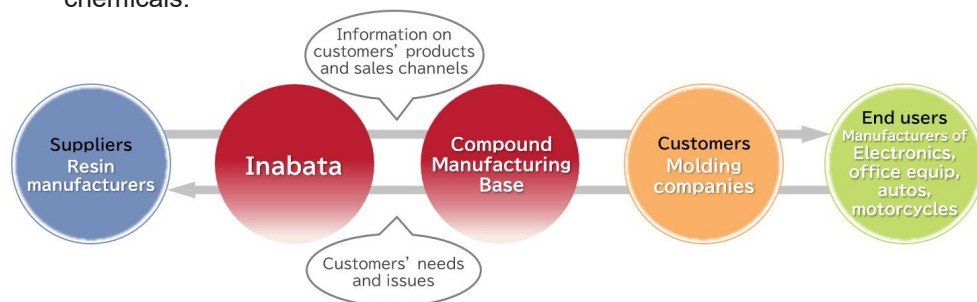 chemicals.
Information on
customers' products
and sales channels
Suppliers
Resin
manufacturers
Inabata
Compound
Manufacturing
Base
Customers
Molding
companies
End users
Manufacturers of
Electronics,
office equip,
autos,
motorcycles
Customers' needs
and issues